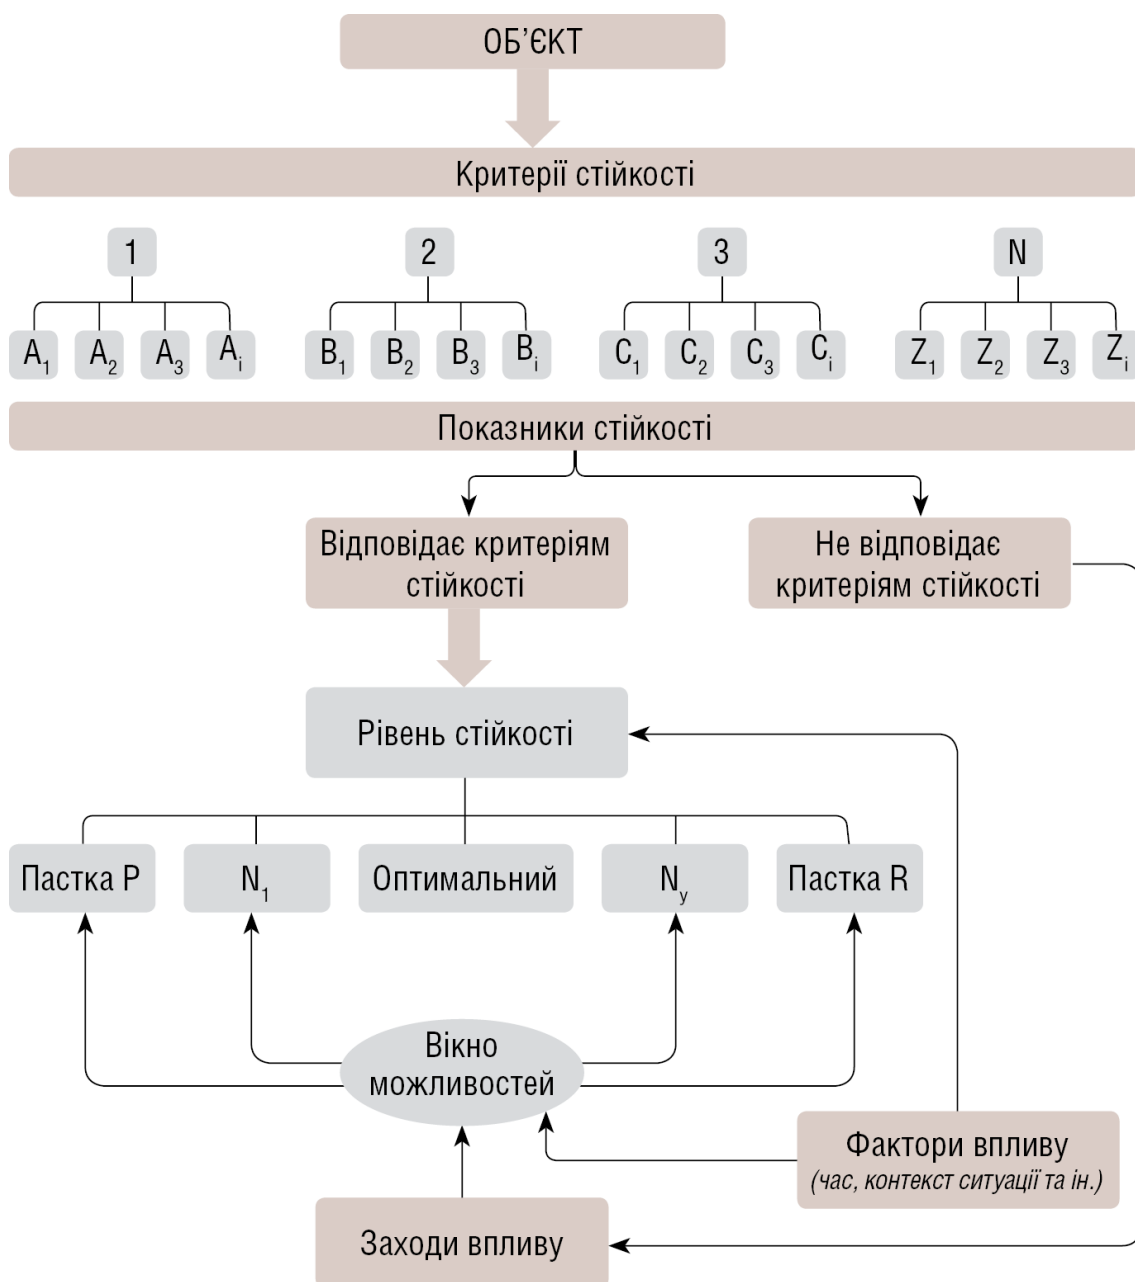 ОБ’ЄКТ
Критерії стійкості
1 2 3 N
A1 A2 A3 Ai B1 B2 B3 Bi C1 C2 C3 Ci Z1 Z2 Z3 Zi
Показники стійкості
Відповідає критеріям
стійкості
Не відповідає
критеріям стійкості
Рівень стійкості
Пастка P N1 Оптимальний Ny Пастка R
Вікно
можливостей
Фактори впливу
(час, контекст ситуації та ін.)
Заходи впливу